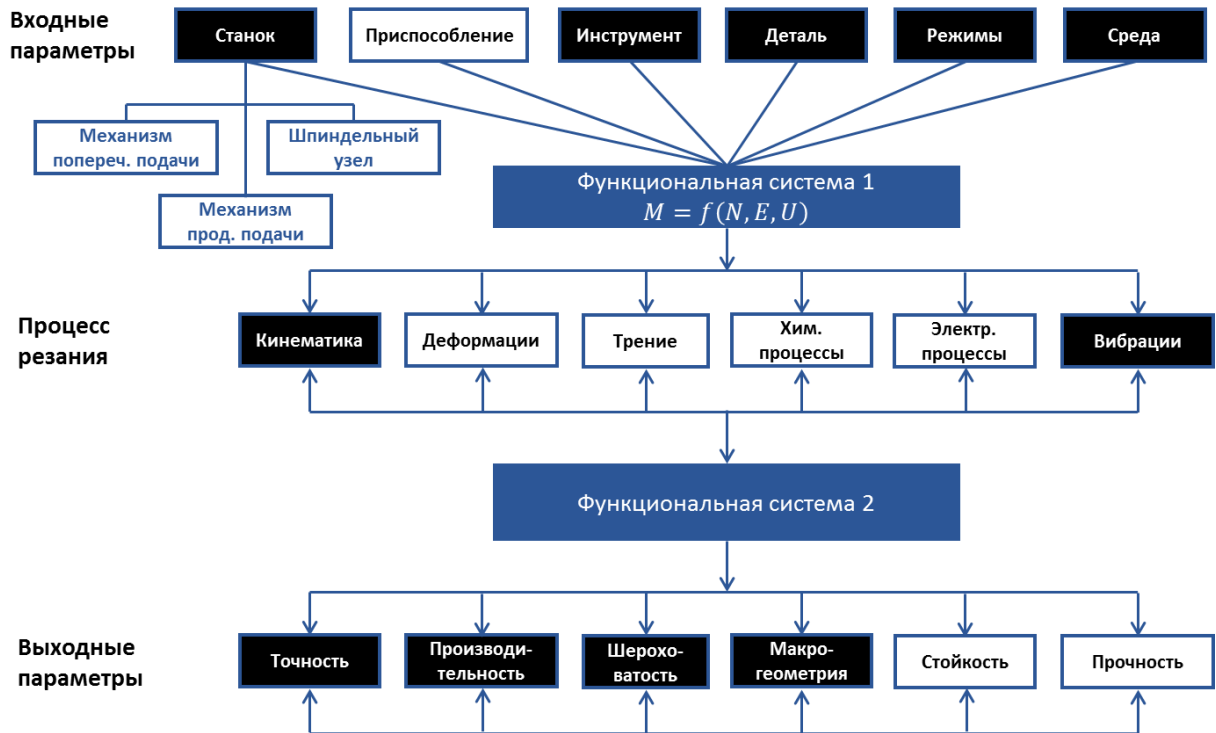 Входные
параметры
Станок
Приспособление
Инструмент
Деталь
Режимы
Среда
Механизм
попереч. подачи
Шпиндельный
узел
Механизм
прод. подачи
Функциональная система 1
M = f(N, E, U)
Процесс
резания
Кинематика
Деформации
Трение
Хим.
процессы
Электр.
процессы
Вибрации
Функциональная система 2
Выходные
параметры
Точность
Производи-
тельность
Шерохо-
ватость
Макро-
геометрия
Стойкость
Прочность